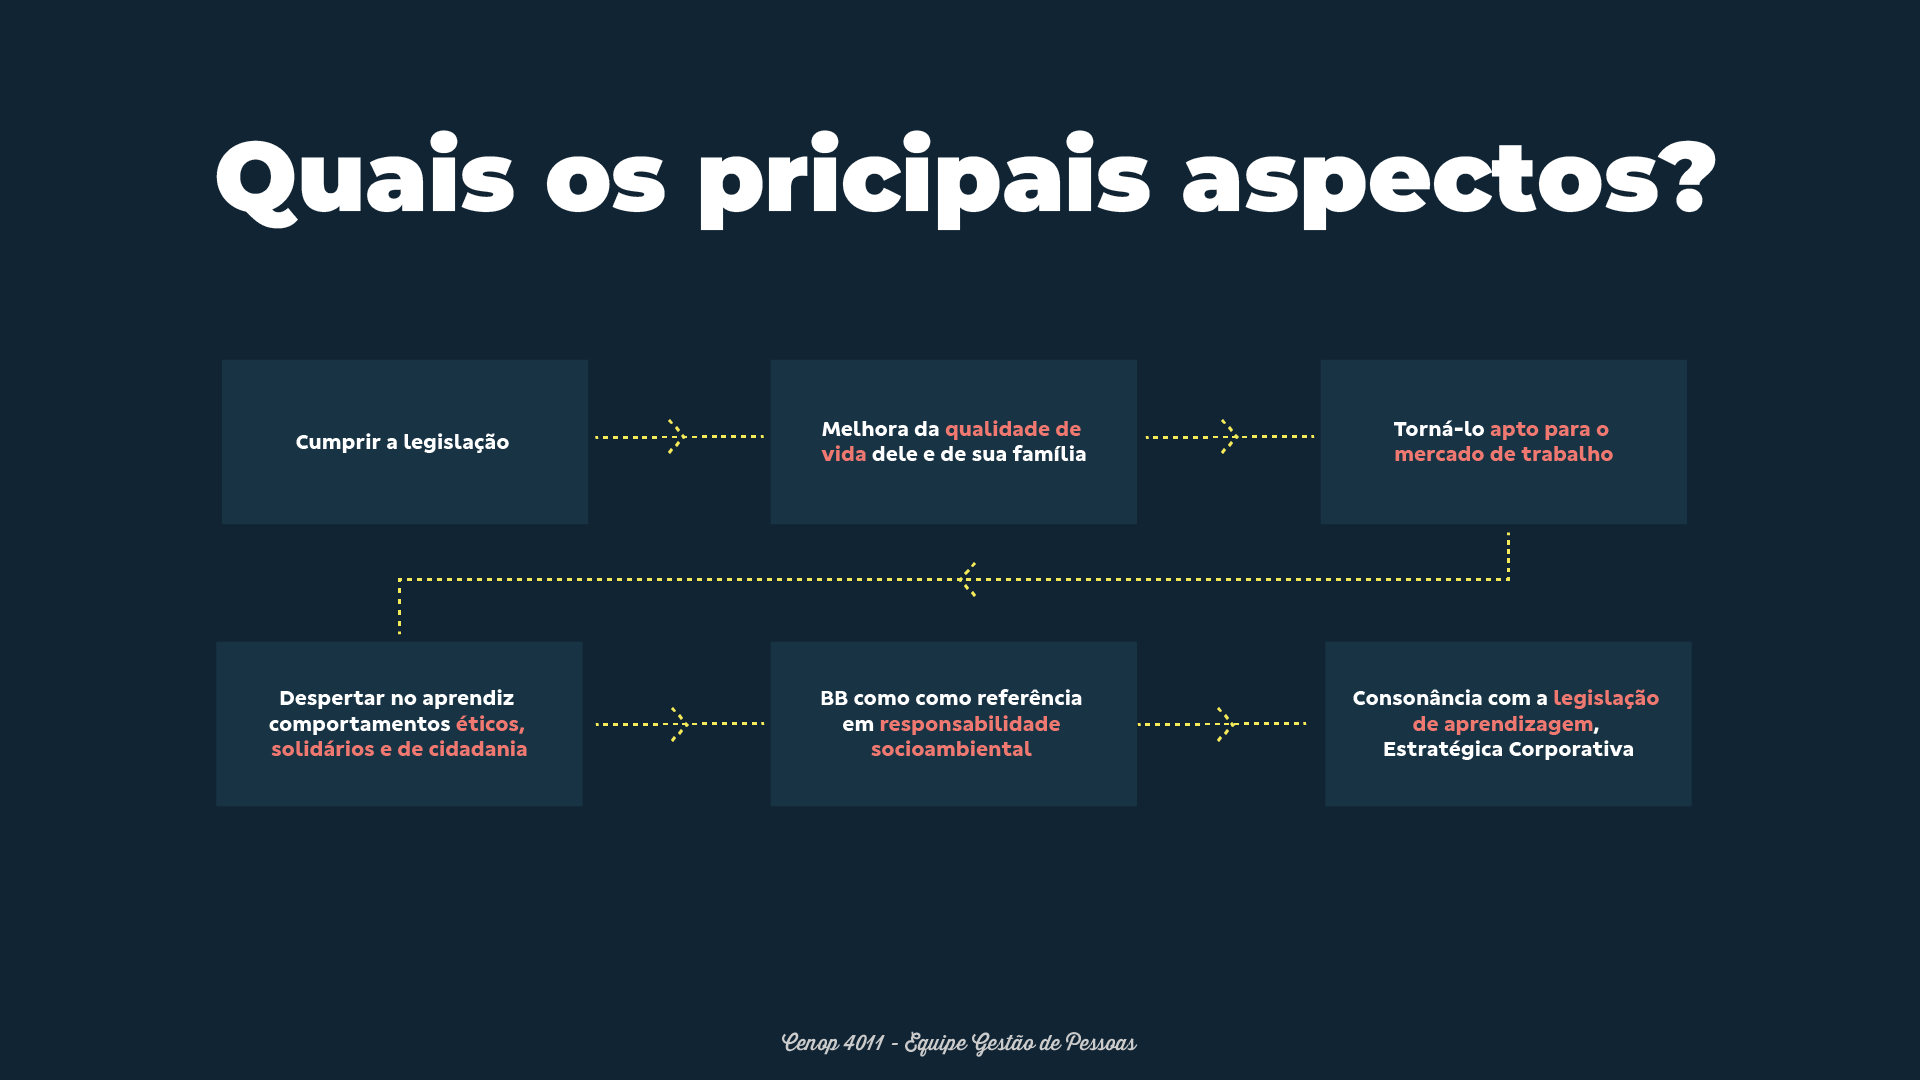 Quais os pricipais aspectos?
Cumprir a legislação
Melhora da qualidade de
vida dele e de sua família
Torná-lo apto para o
mercado de trabalho
Despertar no aprendiz
comportamentos éticos,
solidários e de cidadania
BB como como referência
em responsabilidade
socioambiental
Consonância com a legislação
de aprendizagem,
Estratégica Corporativa
Cenop 4011 - Equipe Gestão de Pessoas